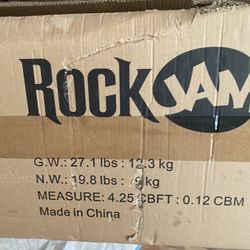 RockJAM
G.W.: 27.1 lbs : 12.3 kg
N.W.: 19.8 lbs : kg
MEASURE: 4.25 CBFT : 0.12 CBM
Made in China